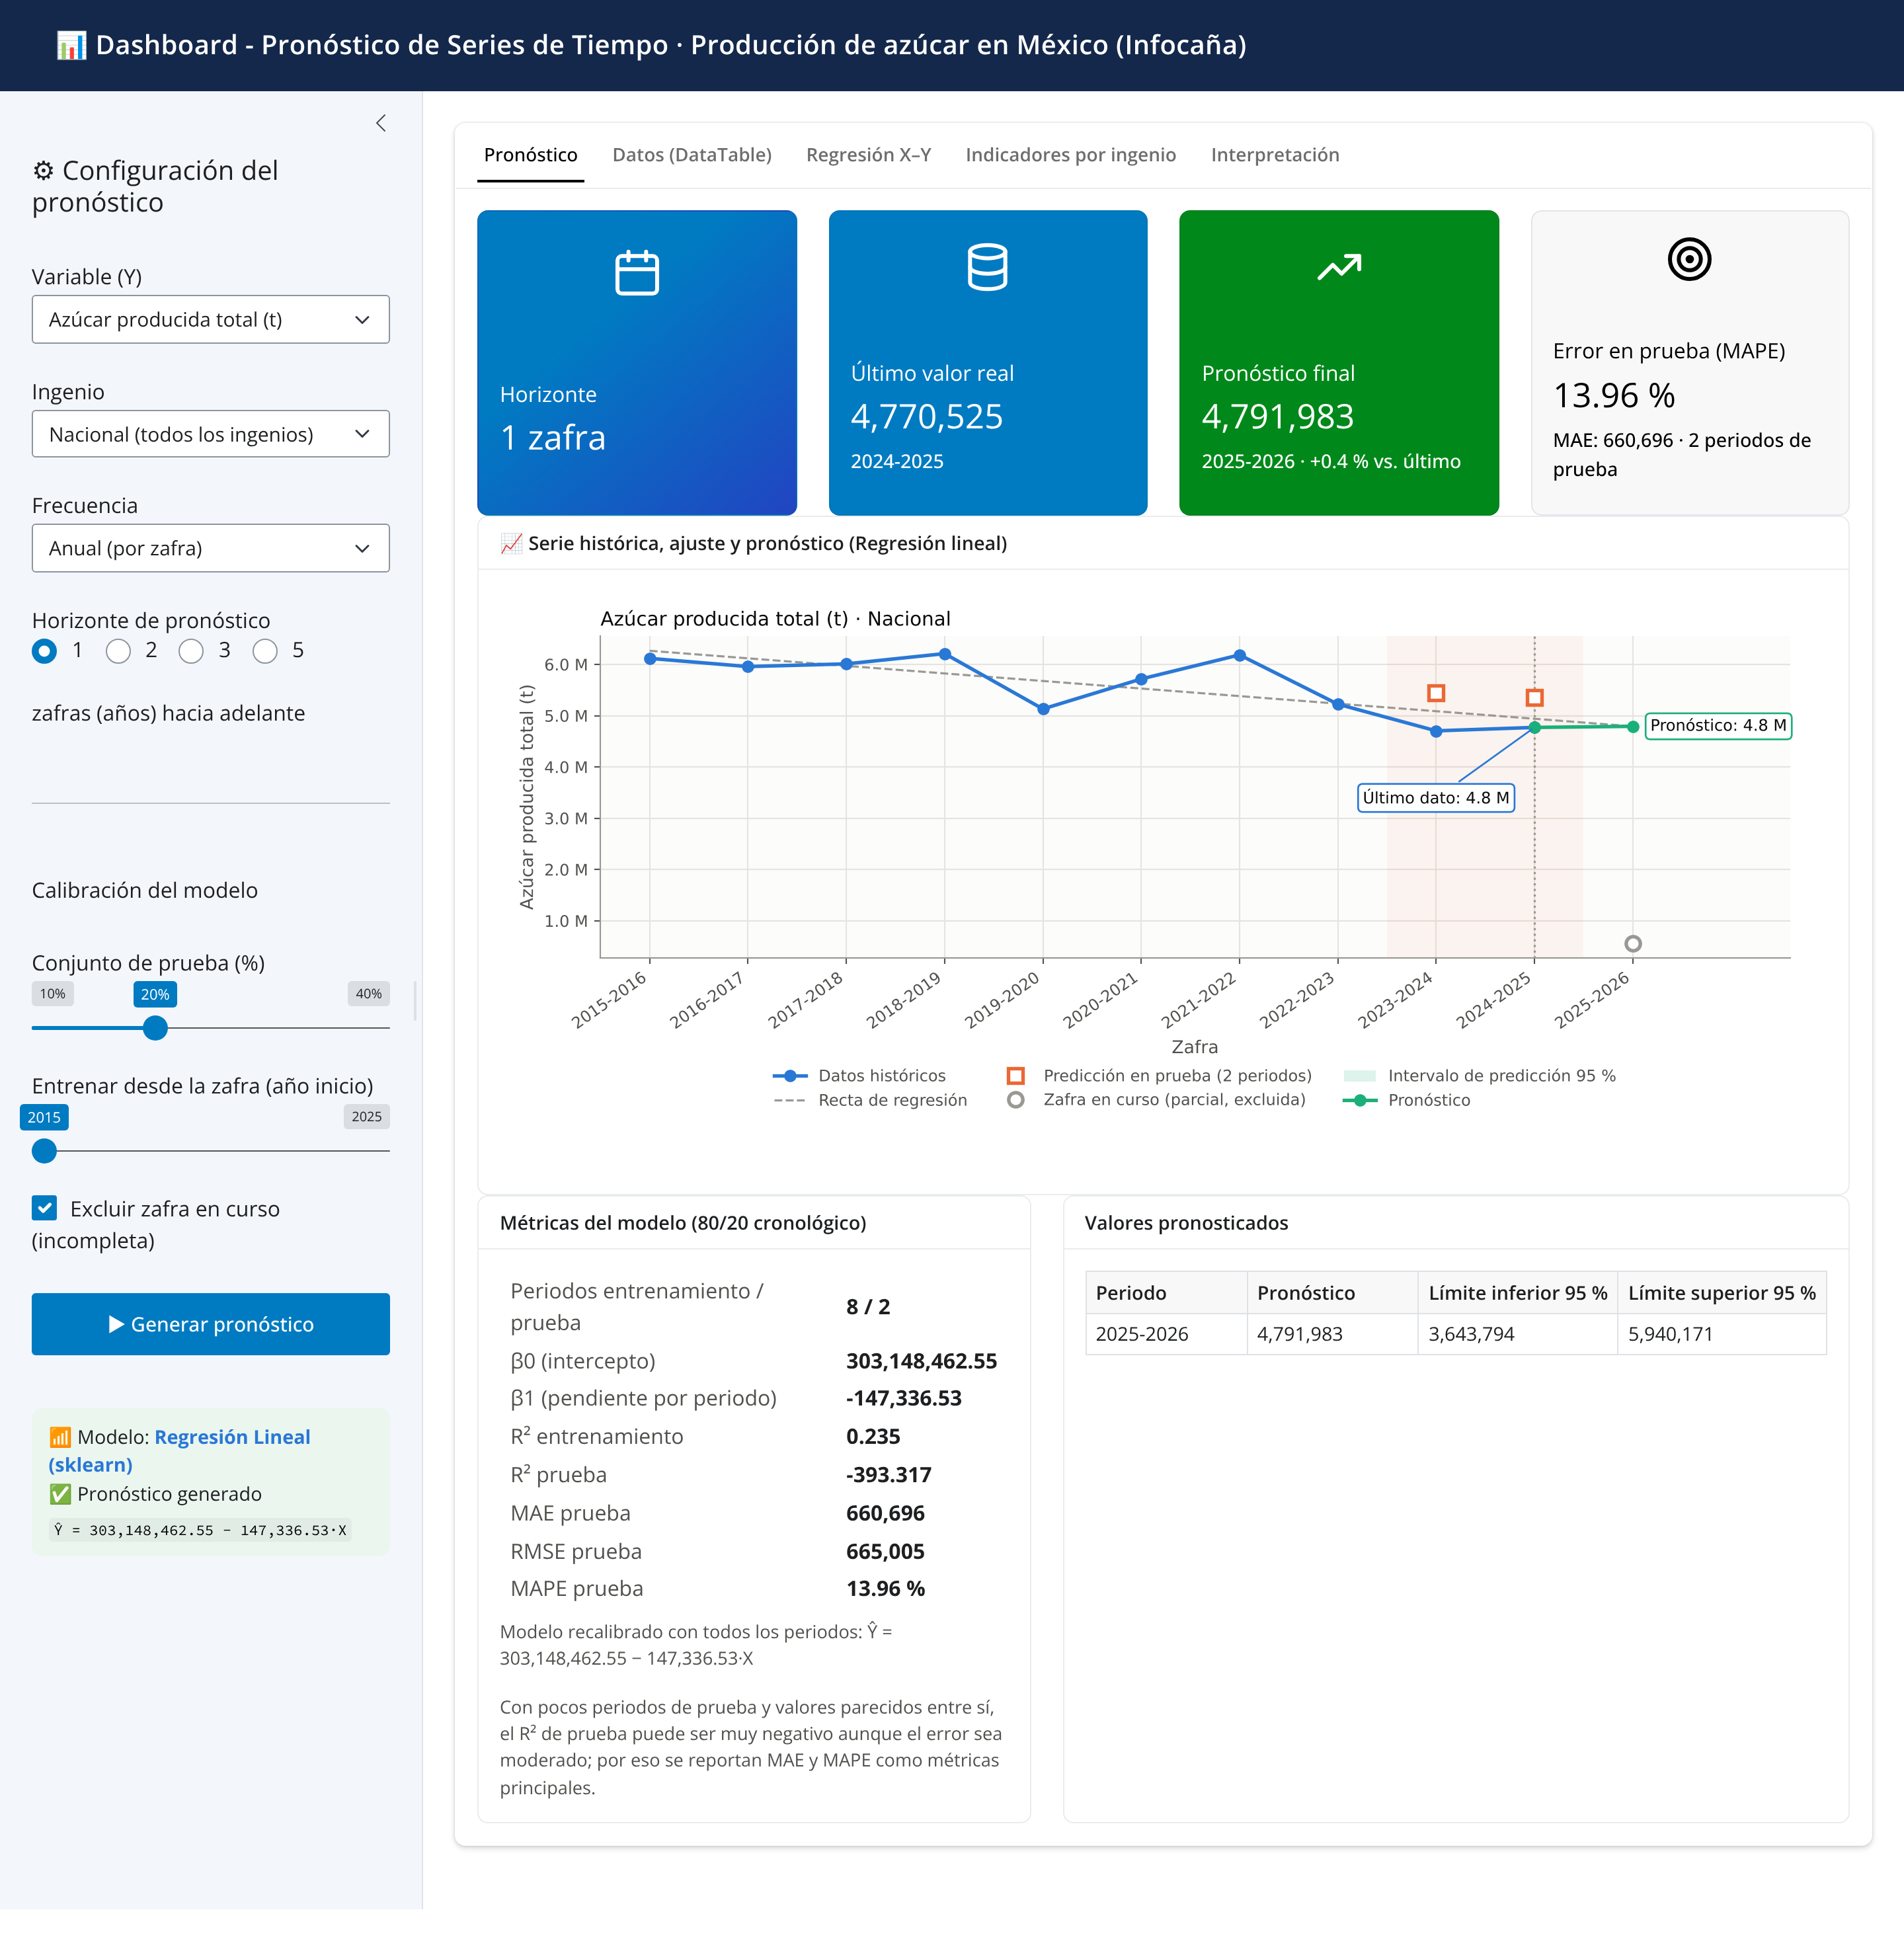 📊 Dashboard - Pronóstico de Series de Tiempo · Producción de azúcar en México (Infocaña)
⚙ Configuración del
pronóstico
Variable (Y)
Azúcar producida total (t)
Ingenio
Nacional (todos los ingenios)
Frecuencia
Anual (por zafra)
Horizonte de pronóstico
1 2 3 5
zafras (años) hacia adelante
Calibración del modelo
Conjunto de prueba (%)
10% 20% 40%
Entrenar desde la zafra (año inicio)
2015 2025
Excluir zafra en curso
(incompleta)
▶ Generar pronóstico
📶 Modelo: Regresión Lineal
(sklearn)
✅ Pronóstico generado
Ŷ = 303,148,462.55 − 147,336.53·X
Pronóstico Datos (DataTable) Regresión X–Y Indicadores por ingenio Interpretación
Horizonte
1 zafra
Último valor real
4,770,525
2024-2025
Pronóstico final
4,791,983
2025-2026 · +0.4 % vs. último
Error en prueba (MAPE)
13.96 %
MAE: 660,696 · 2 periodos de
prueba
📈 Serie histórica, ajuste y pronóstico (Regresión lineal)
Azúcar producida total (t) · Nacional
Azúcar producida total (t)
6.0 M
5.0 M
4.0 M
3.0 M
2.0 M
1.0 M
Pronóstico: 4.8 M
Último dato: 4.8 M
2015-2016 2016-2017 2017-2018 2018-2019 2019-2020 2020-2021 2021-2022 2022-2023 2023-2024 2024-2025 2025-2026
Zafra
Datos históricos Predicción en prueba (2 periodos) Intervalo de predicción 95 %
Recta de regresión Zafra en curso (parcial, excluida) Pronóstico
Métricas del modelo (80/20 cronológico)
Periodos entrenamiento /
prueba 8 / 2
β0 (intercepto) 303,148,462.55
β1 (pendiente por periodo) -147,336.53
R² entrenamiento 0.235
R² prueba -393.317
MAE prueba 660,696
RMSE prueba 665,005
MAPE prueba 13.96 %
Modelo recalibrado con todos los periodos: Ŷ =
303,148,462.55 − 147,336.53·X
Con pocos periodos de prueba y valores parecidos entre sí,
el R² de prueba puede ser muy negativo aunque el error sea
moderado; por eso se reportan MAE y MAPE como métricas
principales.
Valores pronosticados
Periodo Pronóstico Límite inferior 95 % Límite superior 95 %
2025-2026 4,791,983 3,643,794 5,940,171